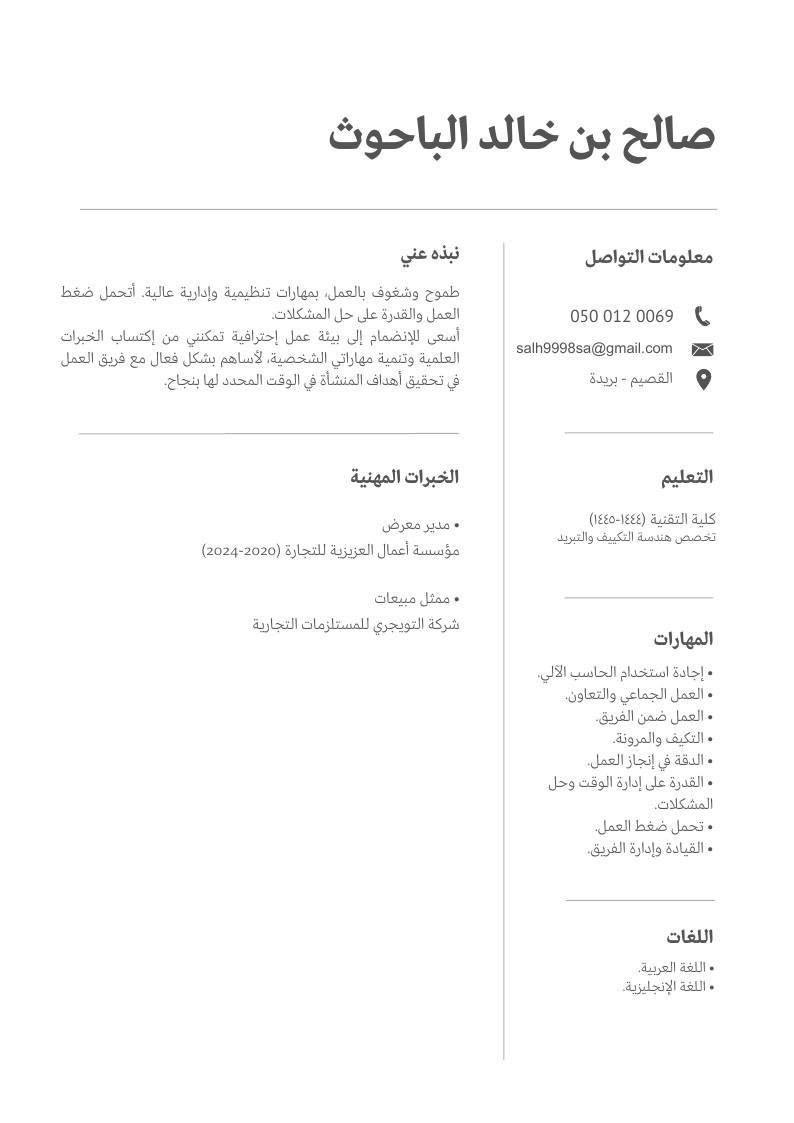 صالح بن خالد الباحوث
معلومات التواصل
050 012 0069
salh9998sa@gmail.com
القصيم - بريدة
التعليم
كلية التقنية (١٤٤٤-١٤٤٥)
تخصص هندسة التكييف والتبريد
المهارات
• إجادة استخدام الحاسب الآلي.
• العمل الجماعي والتعاون.
• العمل ضمن الفريق.
• التكيف والمرونة.
• الدقة في إنجاز العمل.
• القدرة على إدارة الوقت وحل
المشكلات.
• تحمل ضغط العمل.
• القيادة وإدارة الفريق.
اللغات
• اللغة العربية.
• اللغة الإنجليزية.
نبذه عني
طموح وشغوف بالعمل، بمهارات تنظيمية وإدارية عالية. أتحمل ضغط
العمل والقدرة على حل المشكلات.
أسعى للإنضمام إلى بيئة عمل إحترافية تمكنني من إكتساب الخبرات
العلمية وتنمية مهاراتي الشخصية، لأساهم بشكل فعال مع فريق العمل
في تحقيق أهداف المنشأة في الوقت المحدد لها بنجاح.
الخبرات المهنية
• مدير معرض
مؤسسة أعمال العزيزية للتجارة (2020-2024)
• ممثل مبيعات
شركة التويجري للمستلزمات التجارية